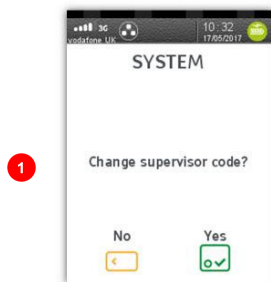 3G 10:32
vodafone UK 17/05/2017
SYSTEM
1
Change supervisor code?
No Yes